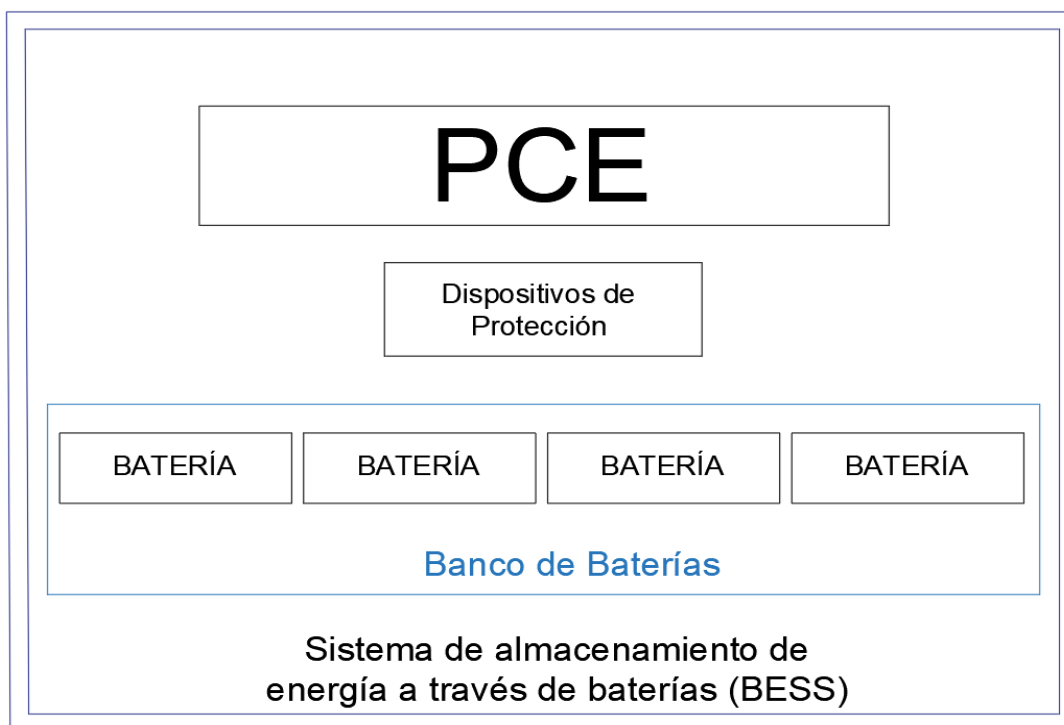 PCE
Dispositivos de
Protección
BATERÍA
BATERÍA
BATERÍA
BATERÍA
Banco de Baterías
Sistema de almacenamiento de
energía a través de baterías (BESS)